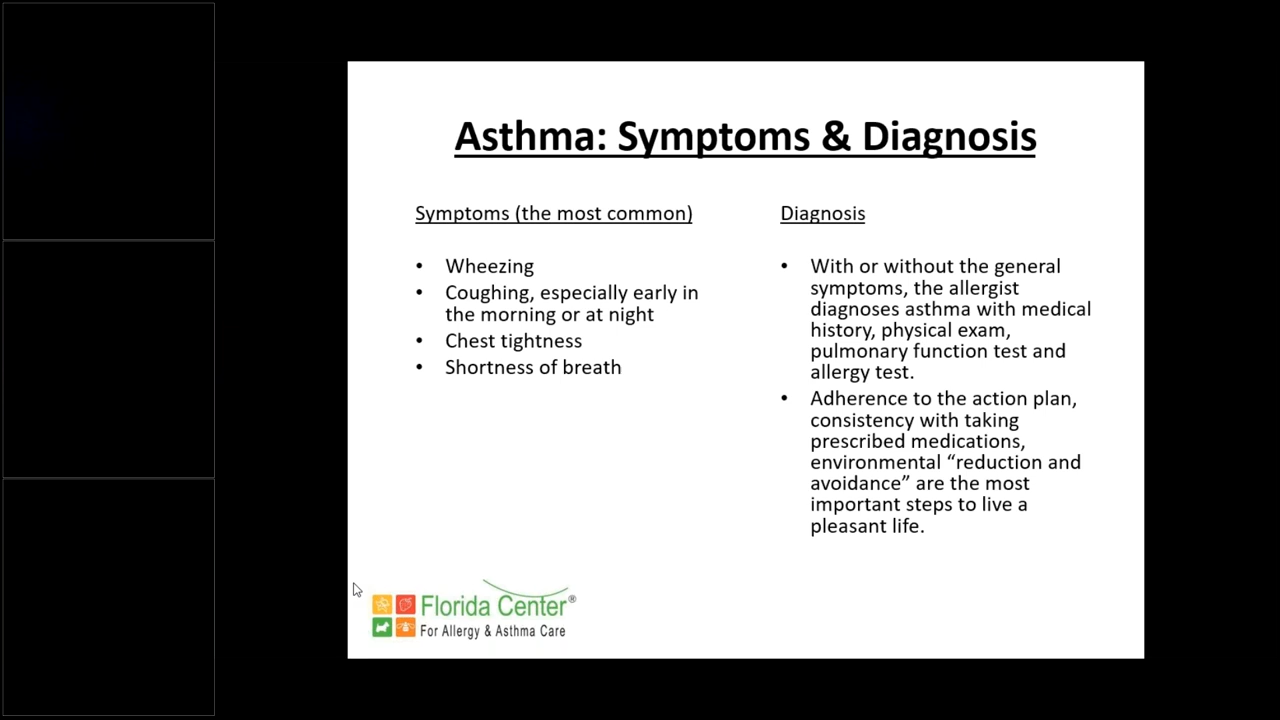 Asthma: Symptoms & Diagnosis
Symptoms (the most common)
• Wheezing
• Coughing, especially early in
the morning or at night
• Chest tightness
• Shortness of breath
Diagnosis
• With or without the general
symptoms, the allergist
diagnoses asthma with medical
history, physical exam,
pulmonary function test and
allergy test.
• Adherence to the action plan,
consistency with taking
prescribed medications,
environmental “reduction and
avoidance” are the most
important steps to live a
pleasant life.
Florida Center®
For Allergy & Asthma Care